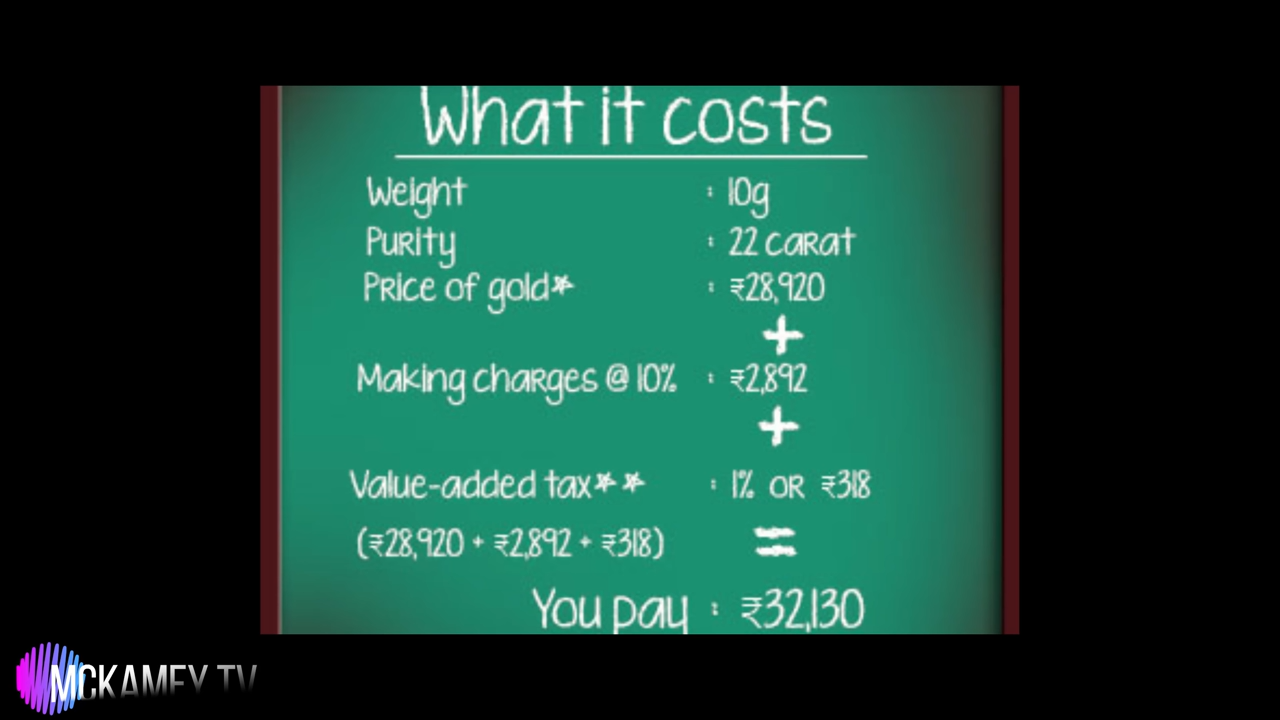 What it costs
Weight : 10g
Purity : 22 carat
Price of gold* : ₹28,920
+
Making charges @ 10% : ₹2,892
+
Value-added tax** : 1% OR ₹318
(₹28,920 + ₹2,892 + ₹318) =
You pay : ₹32,130
MCKAMEY TV